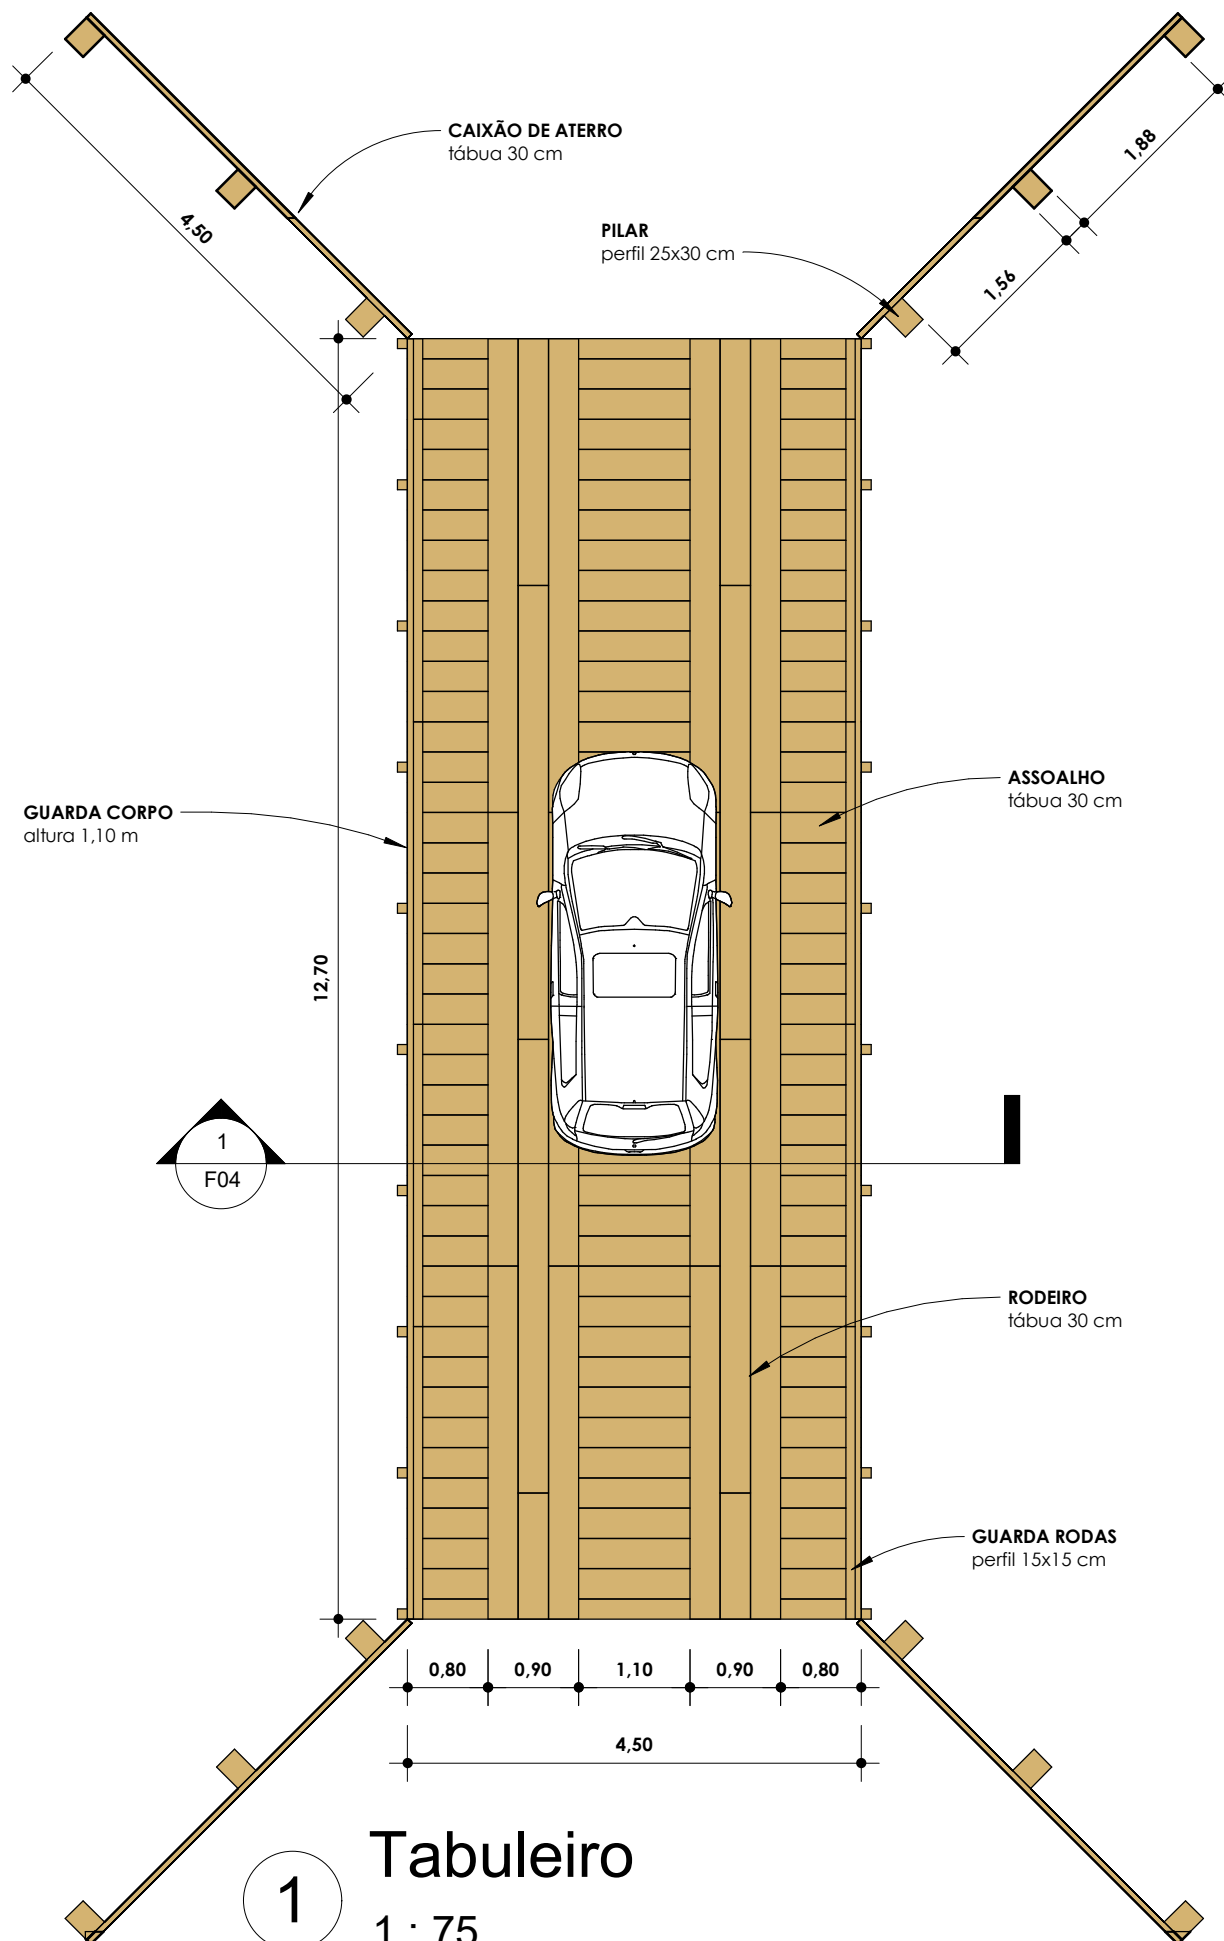 CAIXÃO DE ATERRO
tábua 30 cm
1,88
4,50
PILAR
perfil 25x30 cm
1,56
ASSOALHO
tábua 30 cm
GUARDA CORPO
altura 1,10 m
12,70
1
F04
RODEIRO
tábua 30 cm
GUARDA RODAS
perfil 15x15 cm
0,80 0,90 1,10 0,90 0,80
4,50
Tabuleiro
1
1 : 75